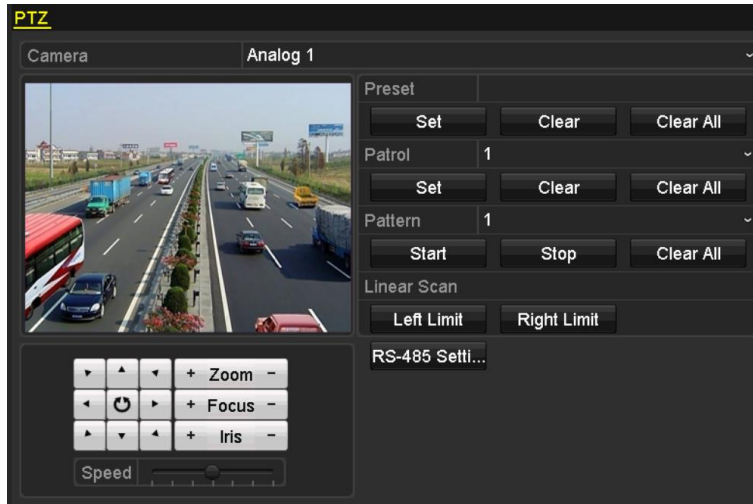 PTZ
Camera Analog 1
Preset
Set Clear Clear All
Patrol 1
Set Clear Clear All
Pattern 1
Start Stop Clear All
Linear Scan
Left Limit Right Limit
RS-485 Setti...
+ Zoom -
+ Focus -
+ Iris -
Speed